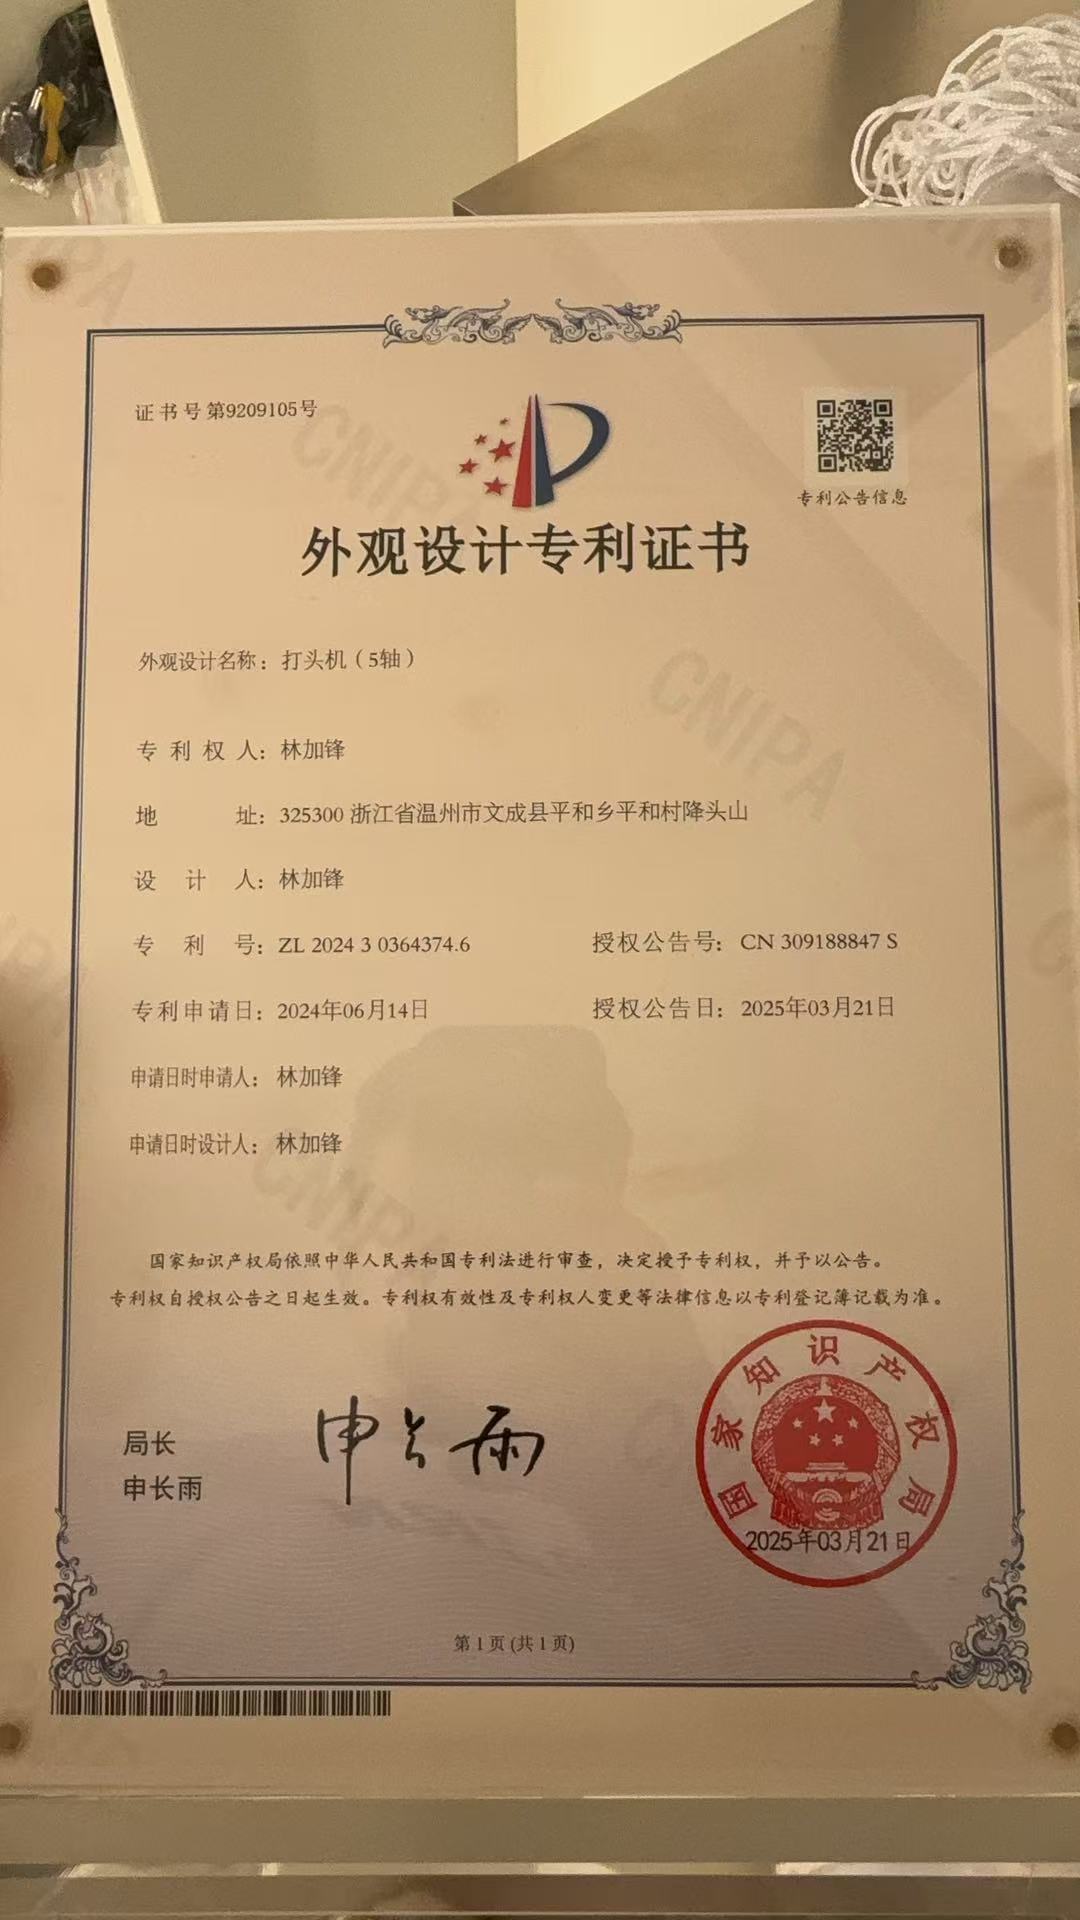 证书号第9209105号
专利公告信息
外观设计专利证书
外观设计名称：打头机（5轴）
专利权人：林加锋
地址：325300 浙江省温州市文成县平和乡平和村降头山
设计人：林加锋
专利号：ZL 2024 3 0364374.6 授权公告号：CN 309188847 S
专利申请日：2024年06月14日 授权公告日：2025年03月21日
申请日时申请人：林加锋
申请日时设计人：林加锋
国家知识产权局依照中华人民共和国专利法进行审查，决定授予专利权，并予以公告。
专利权自授权公告之日起生效。专利权有效性及专利权人变更等法律信息以专利登记簿记载为准。
局长
申长雨
申长雨
国家知识产权局
2025年03月21日
第 1 页 (共 1 页)
CNIPA
CNIPA
CNIPA
CNIPA